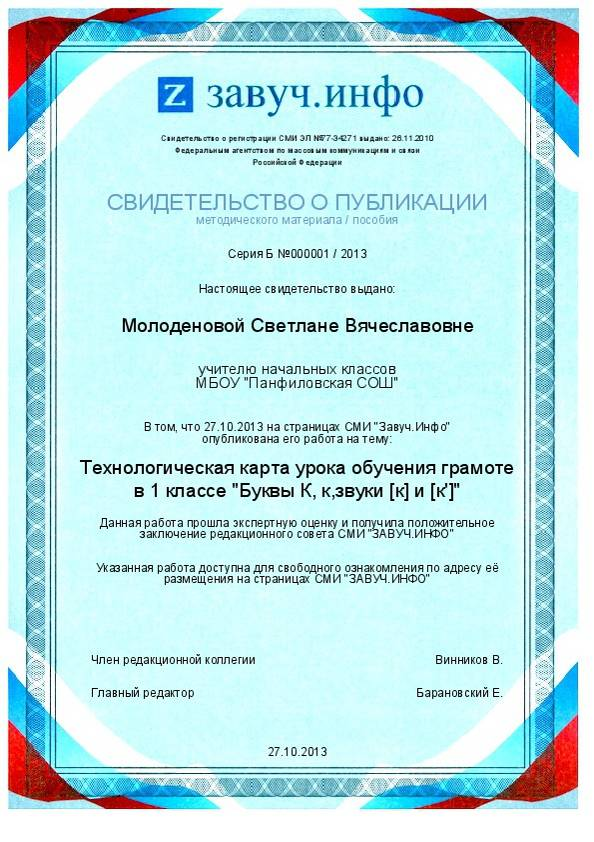 Z завуч.инфо
Свидетельство о регистрации СМИ ЭЛ №77-34271 выдано: 26.11.2010
Федеральным агентством по массовым коммуникациям и связи
Российской Федерации
СВИДЕТЕЛЬСТВО О ПУБЛИКАЦИИ
методического материала / пособия
Серия Б №000001 / 2013
Настоящее свидетельство выдано:
Молоденовой Светлане Вячеславовне
учителю начальных классов
МБОУ "Панфиловская СОШ"
В том, что 27.10.2013 на страницах СМИ "Завуч.Инфо"
опубликована его работа на тему:
Технологическая карта урока обучения грамоте
в 1 классе "Буквы К, к,звуки [к] и [к']"
Данная работа прошла экспертную оценку и получила положительное
заключение редакционного совета СМИ "ЗАВУЧ.ИНФО"
Указанная работа доступна для свободного ознакомления по адресу её
размещения на страницах СМИ "ЗАВУЧ.ИНФО"
Член редакционной коллегии Винников В.
Главный редактор Барановский Е.
27.10.2013